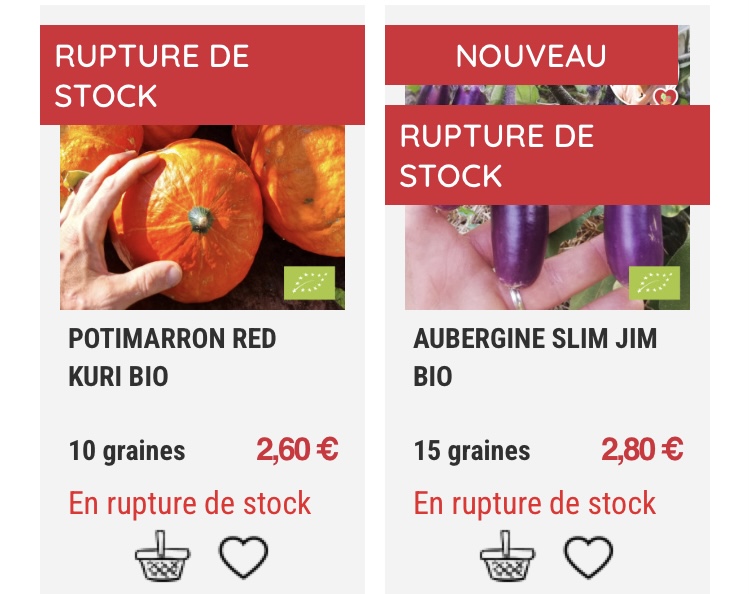 RUPTURE DE
STOCK
POTIMARRON RED
KURI BIO
10 graines 2,60 €
En rupture de stock
NOUVEAU
RUPTURE DE
STOCK
AUBERGINE SLIM JIM
BIO
15 graines 2,80 €
En rupture de stock